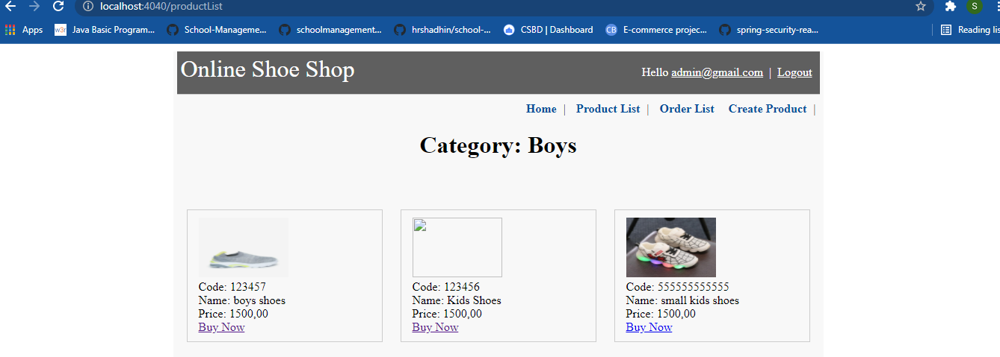 localhost:4040/productList
S
Apps
w3r Java Basic Program...
School-Manageme...
schoolmanagement...
hrshadhin/school-...
CSBD | Dashboard
CB E-commerce projec...
spring-security-rea...
Reading lis
Online Shoe Shop
Hello admin@gmail.com | Logout
Home | Product List | Order List Create Product |
Category: Boys
Code: 123457
Name: boys shoes
Price: 1500,00
Buy Now
Code: 123456
Name: Kids Shoes
Price: 1500,00
Buy Now
Code: 555555555555
Name: small kids shoes
Price: 1500,00
Buy Now